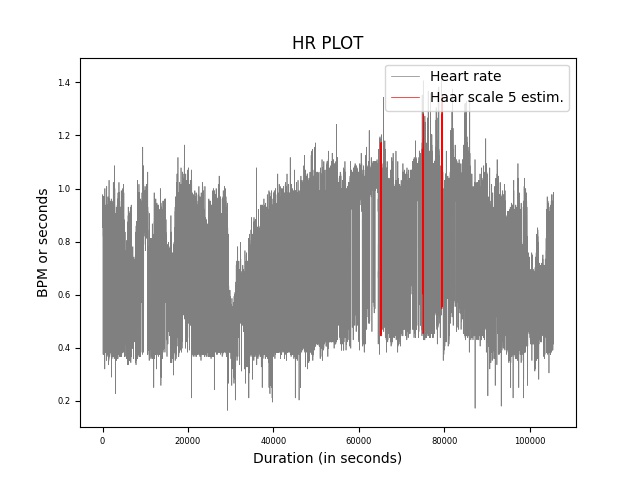 HR PLOT
Heart rate
Haar scale 5 estim.
BPM or seconds
1.4
1.2
1.0
0.8
0.6
0.4
0.2
0
20000
40000
60000
80000
100000
Duration (in seconds)